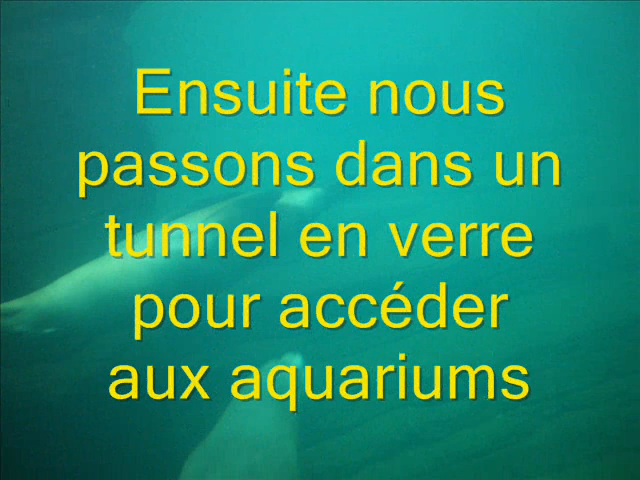 Ensuite nous
passons dans un
tunnel en verre
pour accéder
aux aquariums